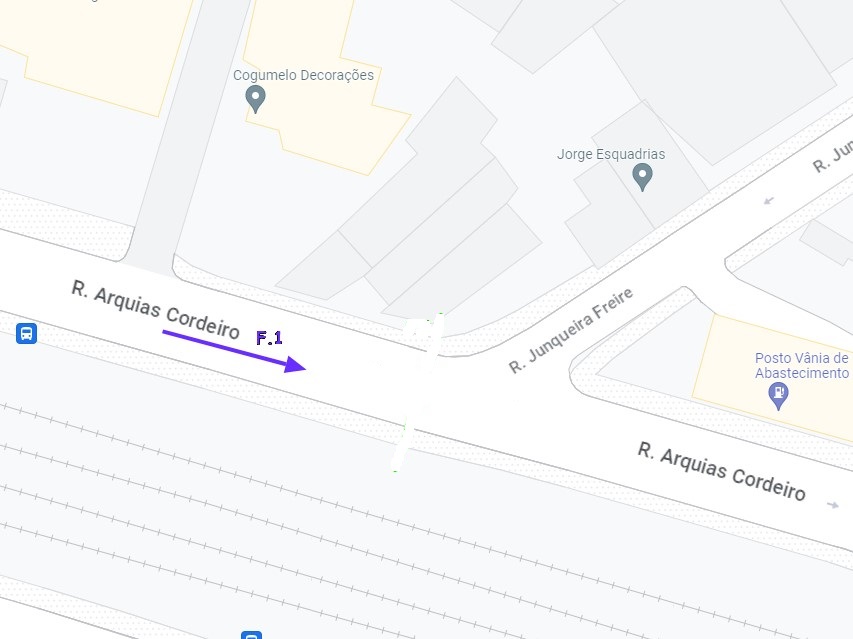 Cogumelo Decorações
Jorge Esquadrias
R. Arquias Cordeiro
F.1
R. Junqueira Freire
Posto Vânia de
Abastecimento
R. Arquias Cordeiro